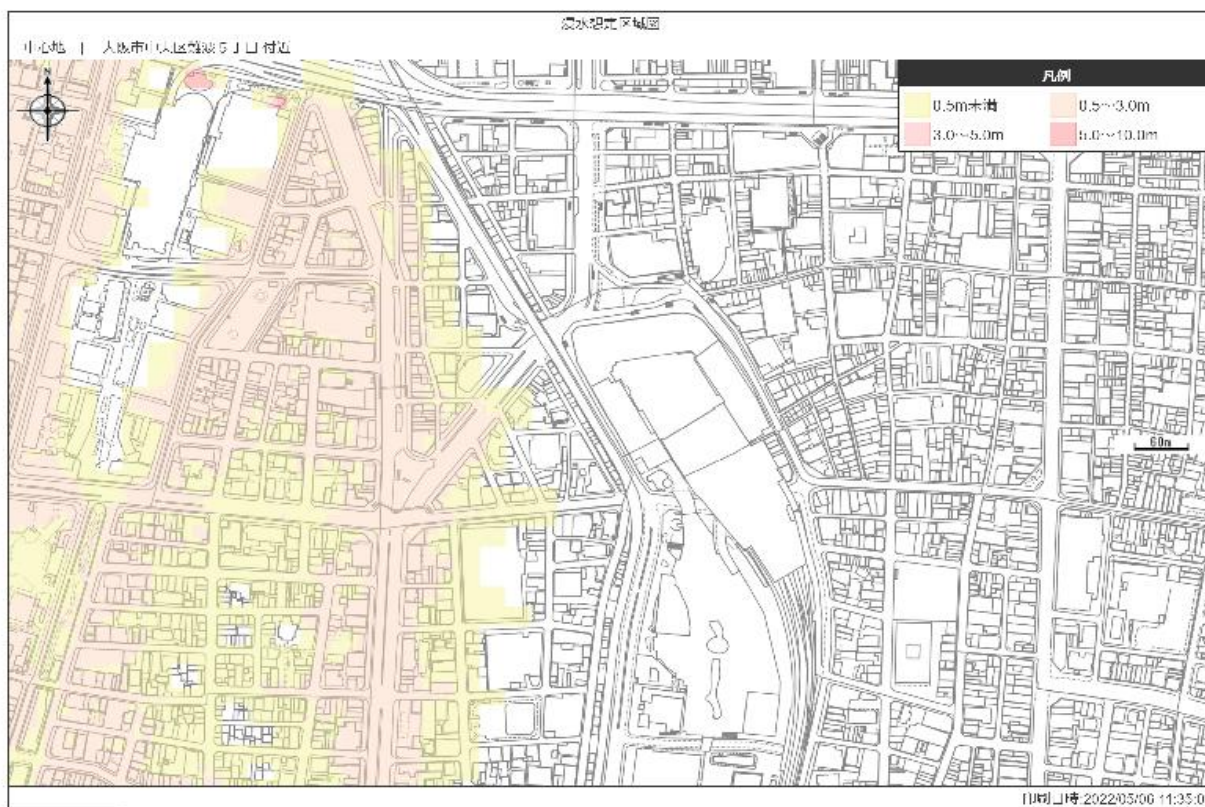 浸水想定区域図
中心地 | 大阪市中央区難波５丁目 付近
N
凡例
0.5m未満
0.5～3.0m
3.0～5.0m
5.0～10.0m
60m
印刷日時:2022/05/06 11:35:0